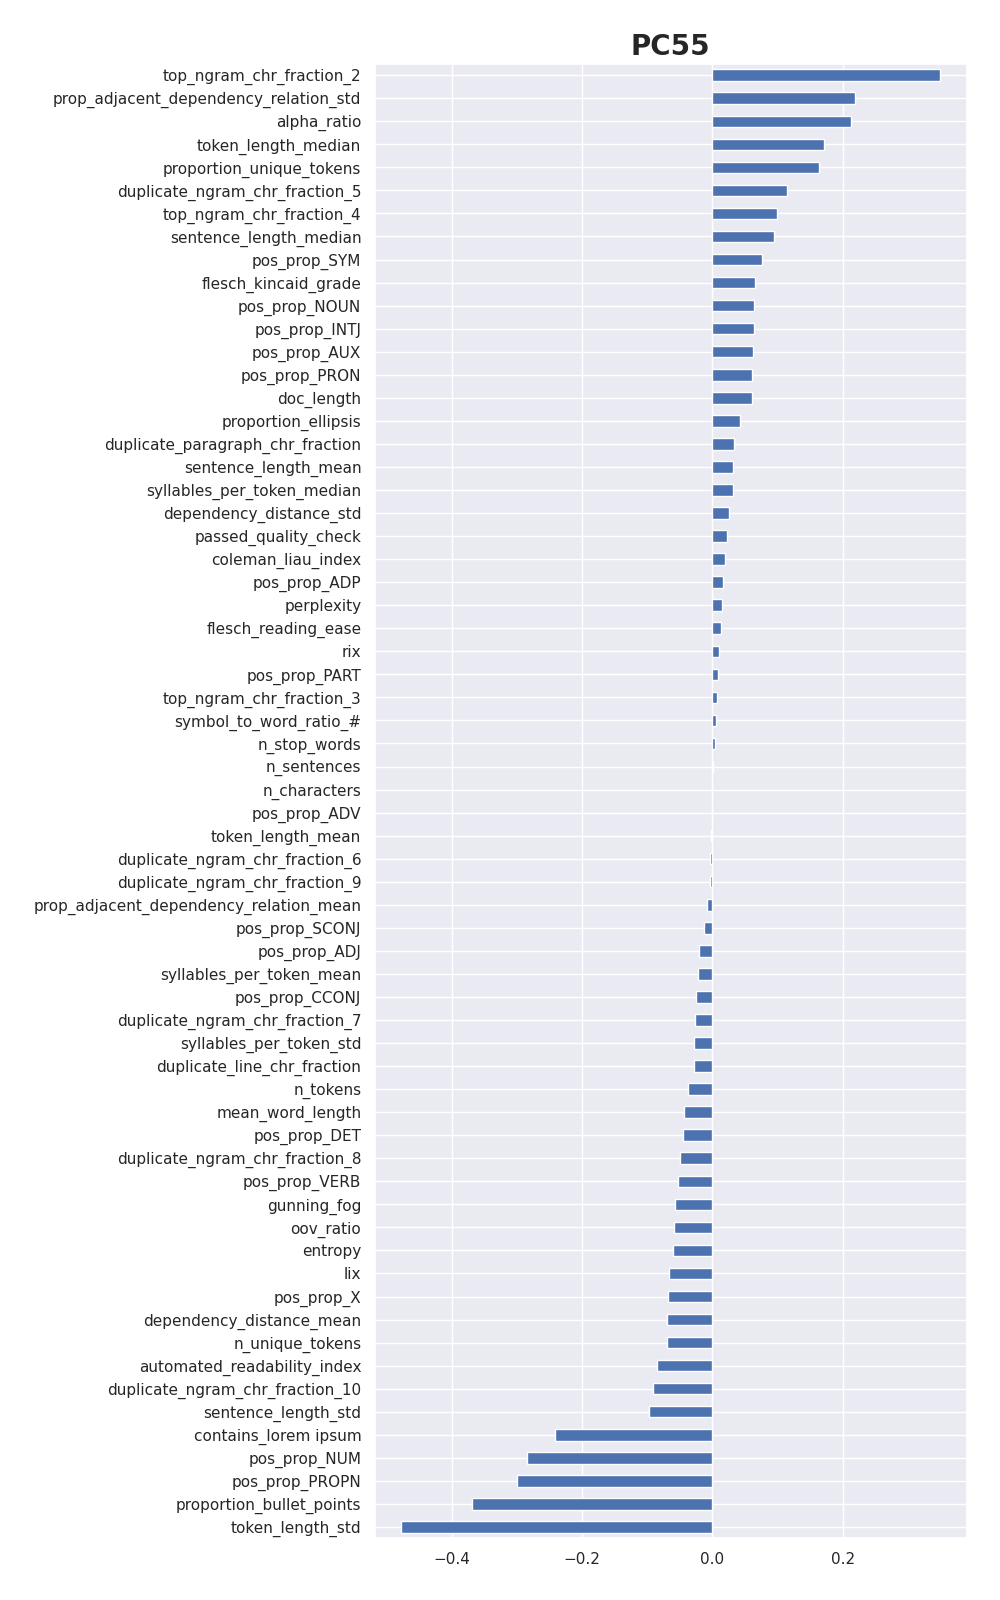 PC55
top_ngram_chr_fraction_2
prop_adjacent_dependency_relation_std
alpha_ratio
token_length_median
proportion_unique_tokens
duplicate_ngram_chr_fraction_5
top_ngram_chr_fraction_4
sentence_length_median
pos_prop_SYM
flesch_kincaid_grade
pos_prop_NOUN
pos_prop_INTJ
pos_prop_AUX
pos_prop_PRON
doc_length
proportion_ellipsis
duplicate_paragraph_chr_fraction
sentence_length_mean
syllables_per_token_median
dependency_distance_std
passed_quality_check
coleman_liau_index
pos_prop_ADP
perplexity
flesch_reading_ease
rix
pos_prop_PART
top_ngram_chr_fraction_3
symbol_to_word_ratio_#
n_stop_words
n_sentences
n_characters
pos_prop_ADV
token_length_mean
duplicate_ngram_chr_fraction_6
duplicate_ngram_chr_fraction_9
prop_adjacent_dependency_relation_mean
pos_prop_SCONJ
pos_prop_ADJ
syllables_per_token_mean
pos_prop_CCONJ
duplicate_ngram_chr_fraction_7
syllables_per_token_std
duplicate_line_chr_fraction
n_tokens
mean_word_length
pos_prop_DET
duplicate_ngram_chr_fraction_8
pos_prop_VERB
gunning_fog
oov_ratio
entropy
lix
pos_prop_X
dependency_distance_mean
n_unique_tokens
automated_readability_index
duplicate_ngram_chr_fraction_10
sentence_length_std
contains_lorem ipsum
pos_prop_NUM
pos_prop_PROPN
proportion_bullet_points
token_length_std
−0.4 −0.2 0.0 0.2